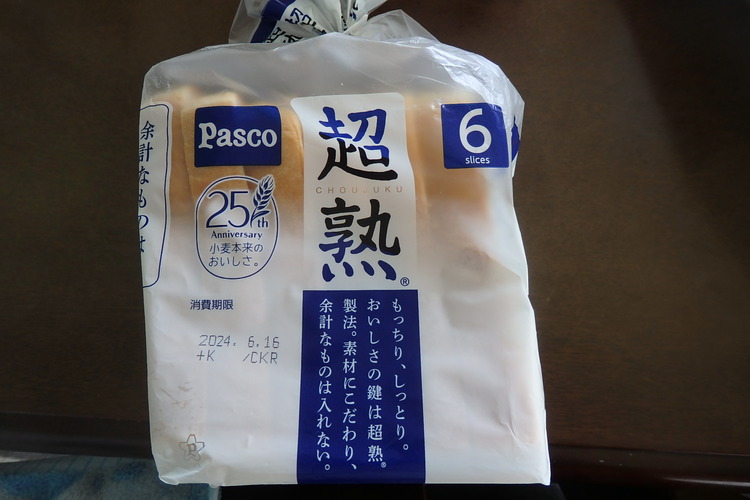 Pasco
25th
Anniversary
小麦本来の
おいしさ。
超熟®
CHOUJUKU
6
slices
もっちり、しっとり。
おいしさの鍵は超熟®
製法。素材にこだわり、
余計なものは入れない。
余計なものは
消費期限
2024. 6.16
+K /CKR